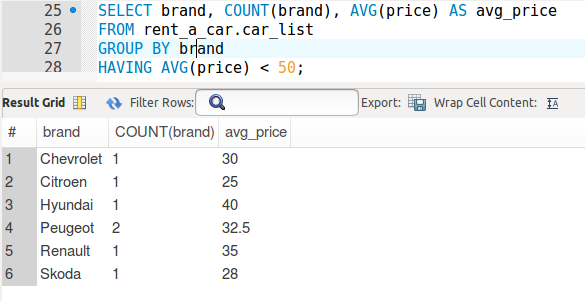 25 SELECT brand, COUNT(brand), AVG(price) AS avg_price
26 FROM rent_a_car.car_list
27 GROUP BY brand
28 HAVING AVG(price) < 50;
Result Grid Filter Rows: Export: Wrap Cell Content:
# brand COUNT(brand) avg_price
1 Chevrolet 1 30
2 Citroen 1 25
3 Hyundai 1 40
4 Peugeot 2 32.5
5 Renault 1 35
6 Skoda 1 28